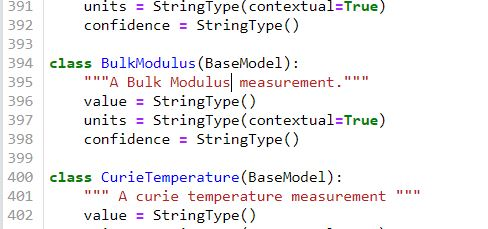 391 units = StringType(contextual=True)
392 confidence = StringType()
393
394 class BulkModulus(BaseModel):
395 """A Bulk Modulus measurement."""
396 value = StringType()
397 units = StringType(contextual=True)
398 confidence = StringType()
399
400 class CurieTemperature(BaseModel):
401 """ A curie temperature measurement """
402 value = StringType()